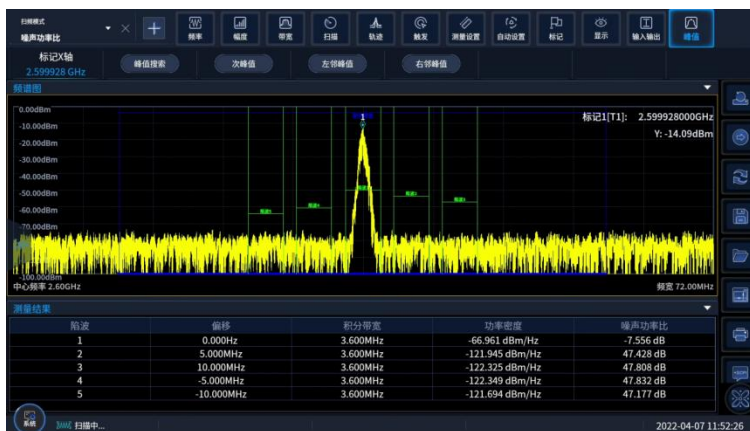 扫频模式
噪声功率比
频率
幅度
带宽
扫描
轨迹
触发
测量设置
自动设置
标记
显示
输入输出
峰值
标记X轴
2.599928 GHz
峰值搜索
次峰值
左邻峰值
右邻峰值
频谱图
0.00dBm
标记1[T1]: 2.599928000GHz
-10.00dBm
Y: -14.09dBm
-20.00dBm
-30.00dBm
-40.00dBm
-50.00dBm
-60.00dBm
-70.00dBm
-100.00dBm
1
中心频率 2.60GHz
频宽 72.00MHz
测量结果
陷波 偏移 积分带宽 功率密度 噪声功率比
1 0.000Hz 3.600MHz -66.961 dBm/Hz -7.556 dB
2 5.000MHz 3.600MHz -121.945 dBm/Hz 47.428 dB
3 10.000MHz 3.600MHz -122.325 dBm/Hz 47.808 dB
4 -5.000MHz 3.600MHz -122.349 dBm/Hz 47.832 dB
5 -10.000MHz 3.600MHz -121.694 dBm/Hz 47.177 dB
系统
扫描中...
2022-04-07 11:52:26